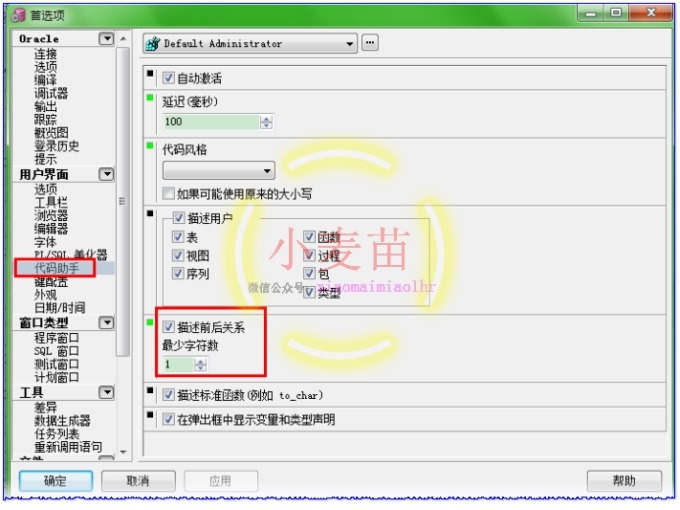 首选项
Oracle
连接
选项
编译
调试器
输出
跟踪
概览图
登录历史
提示
用户界面
选项
工具栏
浏览器
编辑器
字体
PL/SQL 美化器
代码助手
键配置
外观
日期/时间
窗口类型
程序窗口
SQL 窗口
测试窗口
计划窗口
工具
差异
数据生成器
任务列表
重新调用语句
Default Administrator
自动激活
延迟(毫秒)
100
代码风格
如果可能使用原来的大小写
描述用户
表
函数
视图
过程
序列
包
类型
小麦苗
微信公众号:xiaomaimiaolhr
描述前后关系
最少字符数
1
描述标准函数(例如 to_char)
在弹出框中显示变量和类型声明
确定
取消
应用
帮助